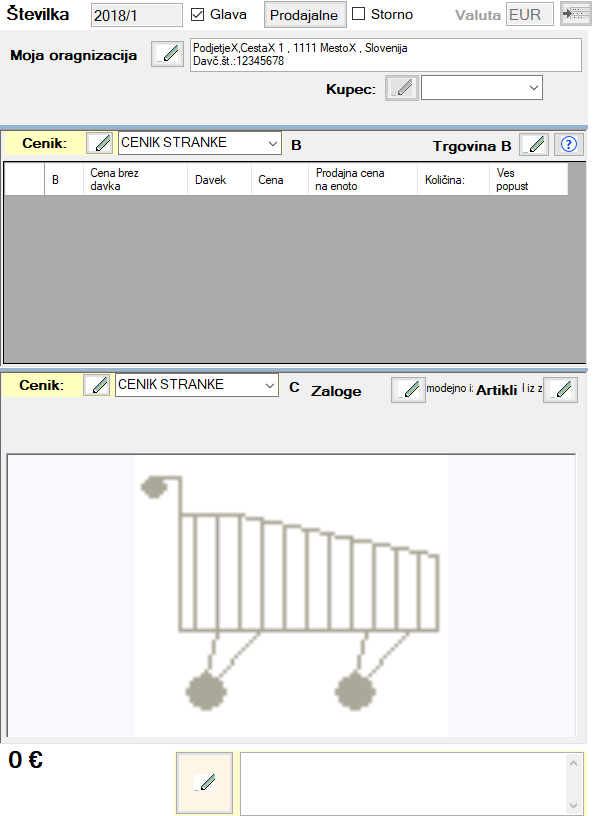 Številka 2018/1 Glava Prodajalne Storno Valuta EUR
Moja oragnizacija
PodjetjeX,CestaX 1 , 1111 MestoX , Slovenija
Davč.št.:12345678
Kupec:
Cenik: CENIK STRANKE B Trgovina B ?
B Cena brez davka Davek Cena Prodajna cena na enoto Količina: Ves popust
Cenik: CENIK STRANKE C Zaloge modejno i: Artikli l iz z
0 €